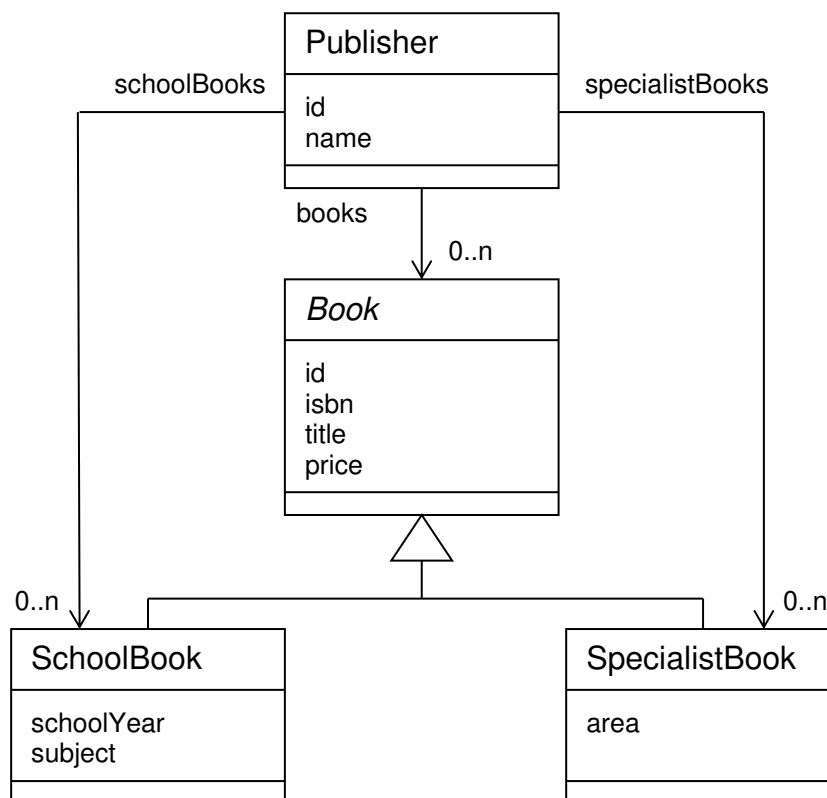 Publisher
schoolBooks
specialistBooks
id
name
books
0..n
Book
id
isbn
title
price
0..n
0..n
SchoolBook
SpecialistBook
schoolYear
subject
area